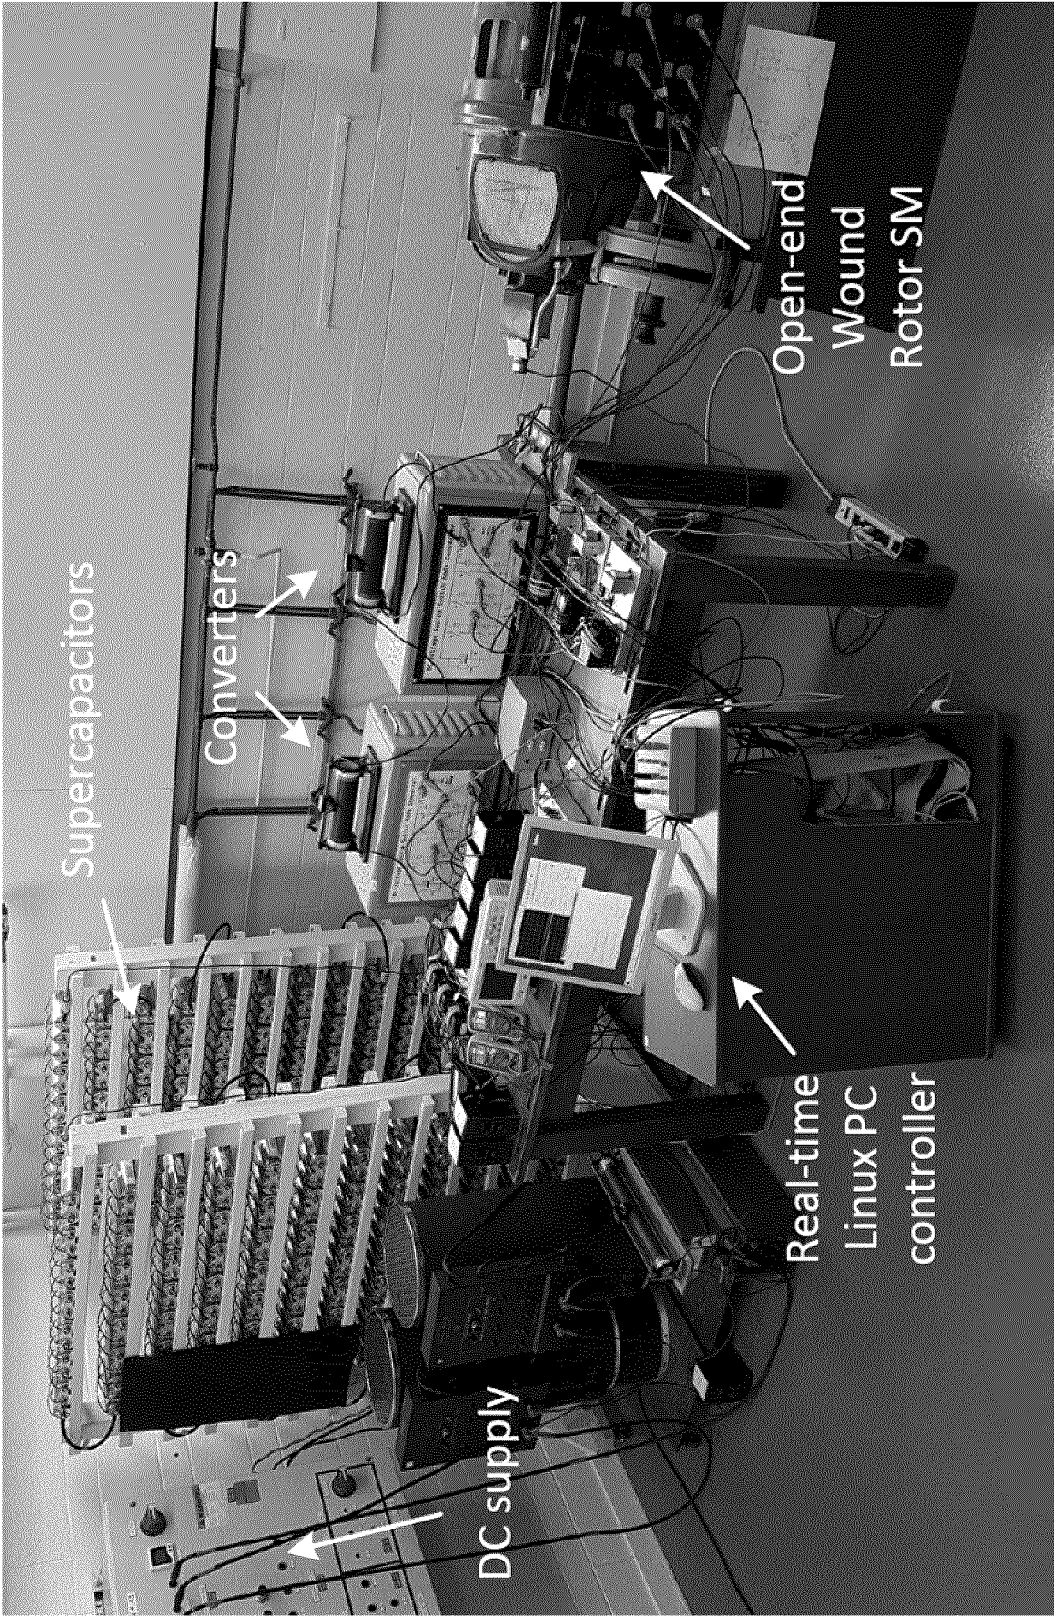 Supercapacitors
Converters
DC supply
Real-time
Linux PC
controller
Open-end
Wound
Rotor SM